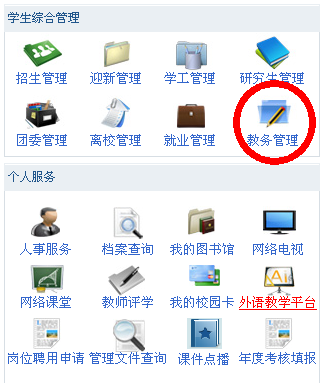 学生综合管理
招生管理 迎新管理 学工管理 研究生管理
团委管理 离校管理 就业管理 教务管理
个人服务
人事服务 档案查询 我的图书馆 网络电视
网络课堂 教师评学 我的校园卡 外语教学平台
岗位聘用申请 管理文件查询 课件点播 年度考核填报